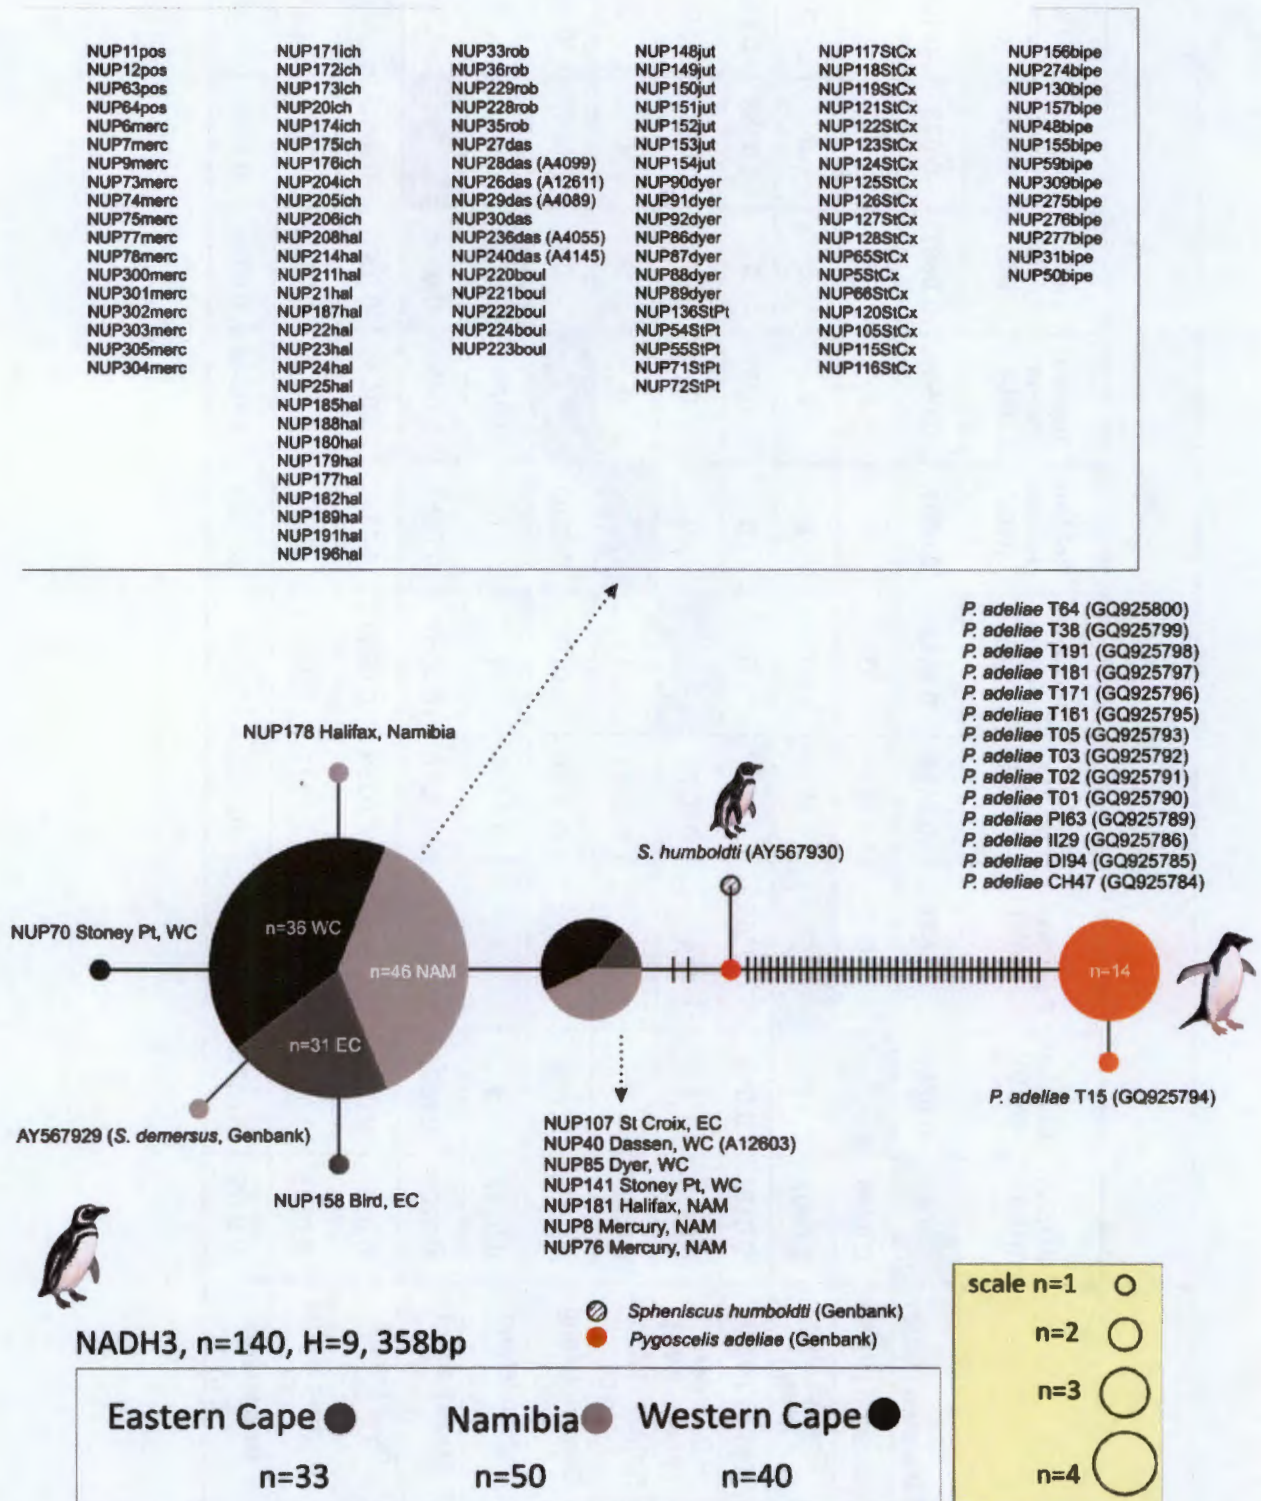 NUP11pos
NUP12pos
NUP63pos
NUP64pos
NUP6merc
NUP7merc
NUP9merc
NUP73merc
NUP74merc
NUP75merc
NUP77merc
NUP78merc
NUP300merc
NUP301merc
NUP302merc
NUP303merc
NUP305merc
NUP304merc
NUP171ich
NUP172ich
NUP173ich
NUP20ich
NUP174ich
NUP175ich
NUP176ich
NUP204ich
NUP205ich
NUP206ich
NUP208hal
NUP214hal
NUP211hal
NUP21hal
NUP187hal
NUP22hal
NUP23hal
NUP24hal
NUP25hal
NUP185hal
NUP188hal
NUP180hal
NUP179hal
NUP177hal
NUP182hal
NUP189hal
NUP191hal
NUP196hal
NUP33rob
NUP36rob
NUP229rob
NUP228rob
NUP35rob
NUP27das
NUP28das (A4099)
NUP26das (A12611)
NUP29das (A4089)
NUP30das
NUP236das (A4055)
NUP240das (A4145)
NUP220boul
NUP221boul
NUP222boul
NUP224boul
NUP223boul
NUP148jut
NUP149jut
NUP150jut
NUP151jut
NUP152jut
NUP153jut
NUP154jut
NUP90dyer
NUP91dyer
NUP92dyer
NUP86dyer
NUP87dyer
NUP88dyer
NUP89dyer
NUP136StPt
NUP54StPt
NUP55StPt
NUP71StPt
NUP72StPt
NUP117StCx
NUP118StCx
NUP119StCx
NUP121StCx
NUP122StCx
NUP123StCx
NUP124StCx
NUP125StCx
NUP126StCx
NUP127StCx
NUP128StCx
NUP65StCx
NUP5StCx
NUP66StCx
NUP120StCx
NUP105StCx
NUP115StCx
NUP116StCx
NUP156bipe
NUP274bipe
NUP130bipe
NUP157bipe
NUP48bipe
NUP155bipe
NUP59bipe
NUP309bipe
NUP275bipe
NUP276bipe
NUP277bipe
NUP31bipe
NUP50bipe
P. adeliae T64 (GQ925800)
P. adeliae T38 (GQ925799)
P. adeliae T191 (GQ925798)
P. adeliae T181 (GQ925797)
P. adeliae T171 (GQ925796)
P. adeliae T161 (GQ925795)
P. adeliae T05 (GQ925793)
P. adeliae T03 (GQ925792)
P. adeliae T02 (GQ925791)
P. adeliae T01 (GQ925790)
P. adeliae PI63 (GQ925789)
P. adeliae II29 (GQ925786)
P. adeliae DI94 (GQ925785)
P. adeliae CH47 (GQ925784)
NUP178 Halifax, Namibia
S. humboldti (AY567930)
NUP70 Stoney Pt, WC
n=36 WC
n=46 NAM
n=31 EC
n=14
AY567929 (S. demersus, Genbank)
NUP158 Bird, EC
P. adeliae T15 (GQ925794)
NUP107 St Croix, EC
NUP40 Dassen, WC (A12603)
NUP85 Dyer, WC
NUP141 Stoney Pt, WC
NUP181 Halifax, NAM
NUP8 Mercury, NAM
NUP76 Mercury, NAM
Spheniscus humboldti (Genbank)
Pygoscelis adeliae (Genbank)
NADH3, n=140, H=9, 358bp
Eastern Cape Namibia Western Cape
n=33 n=50 n=40
scale n=1
n=2
n=3
n=4